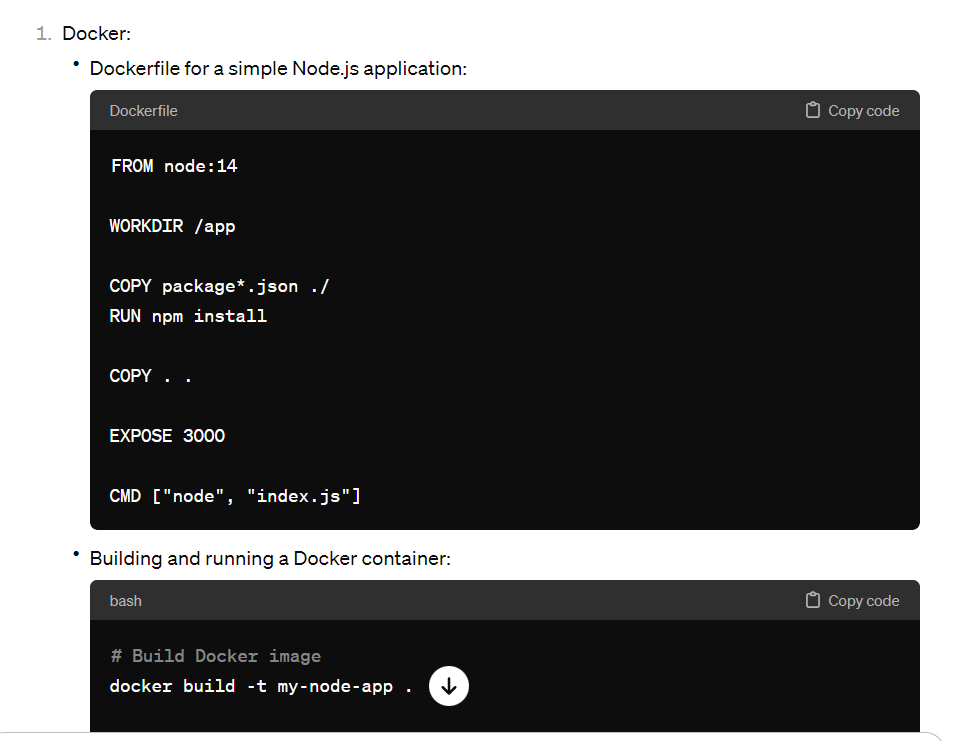 1. Docker:
• Dockerfile for a simple Node.js application:
Dockerfile Copy code
FROM node:14
WORKDIR /app
COPY package*.json ./
RUN npm install
COPY . .
EXPOSE 3000
CMD ["node", "index.js"]
• Building and running a Docker container:
bash Copy code
# Build Docker image
docker build -t my-node-app .